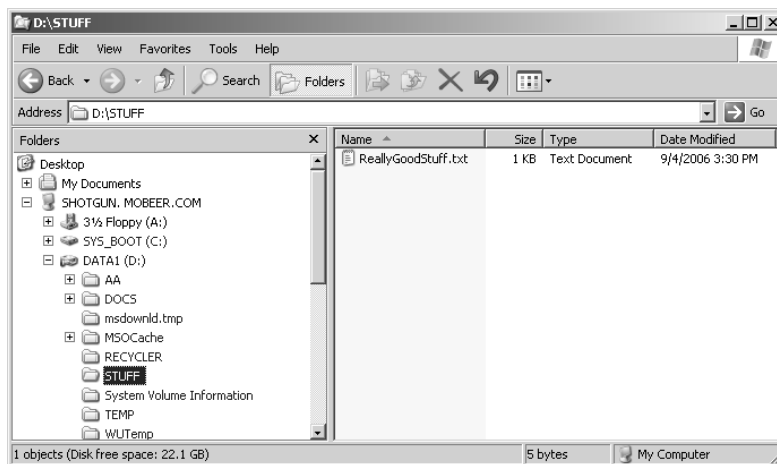 D:\STUFF
File Edit View Favorites Tools Help
Back Search Folders
Address D:\STUFF Go
Folders X
Name Size Type Date Modified
ReallyGoodStuff.txt 1 KB Text Document 9/4/2006 3:30 PM
Desktop
My Documents
SHOTGUN. MOBEER.COM
3½ Floppy (A:)
SYS_BOOT (C:)
DATA1 (D:)
AA
DOCS
msdownld.tmp
MSOCache
RECYCLER
STUFF
System Volume Information
TEMP
WUTemp
1 objects (Disk free space: 22.1 GB) 5 bytes My Computer